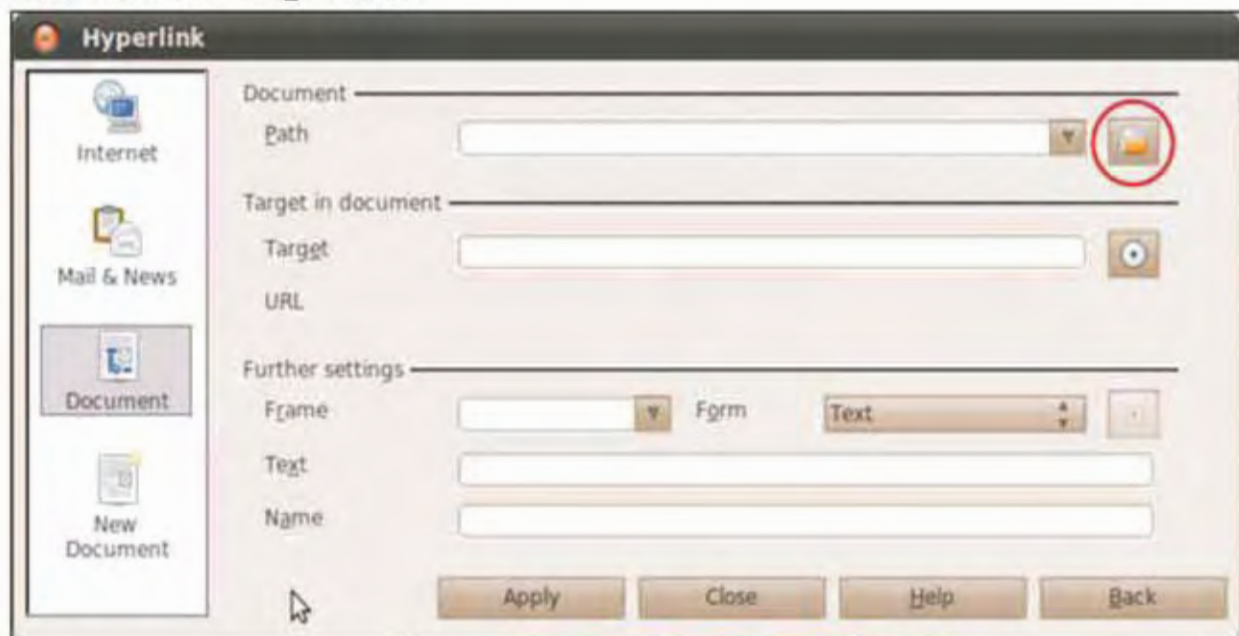 Hyperlink
Internet
Mail & News
Document
New
Document
Document
Path
Target in document
Target
URL
Further settings
Frame
Form
Text
Text
Name
Apply
Close
Help
Back